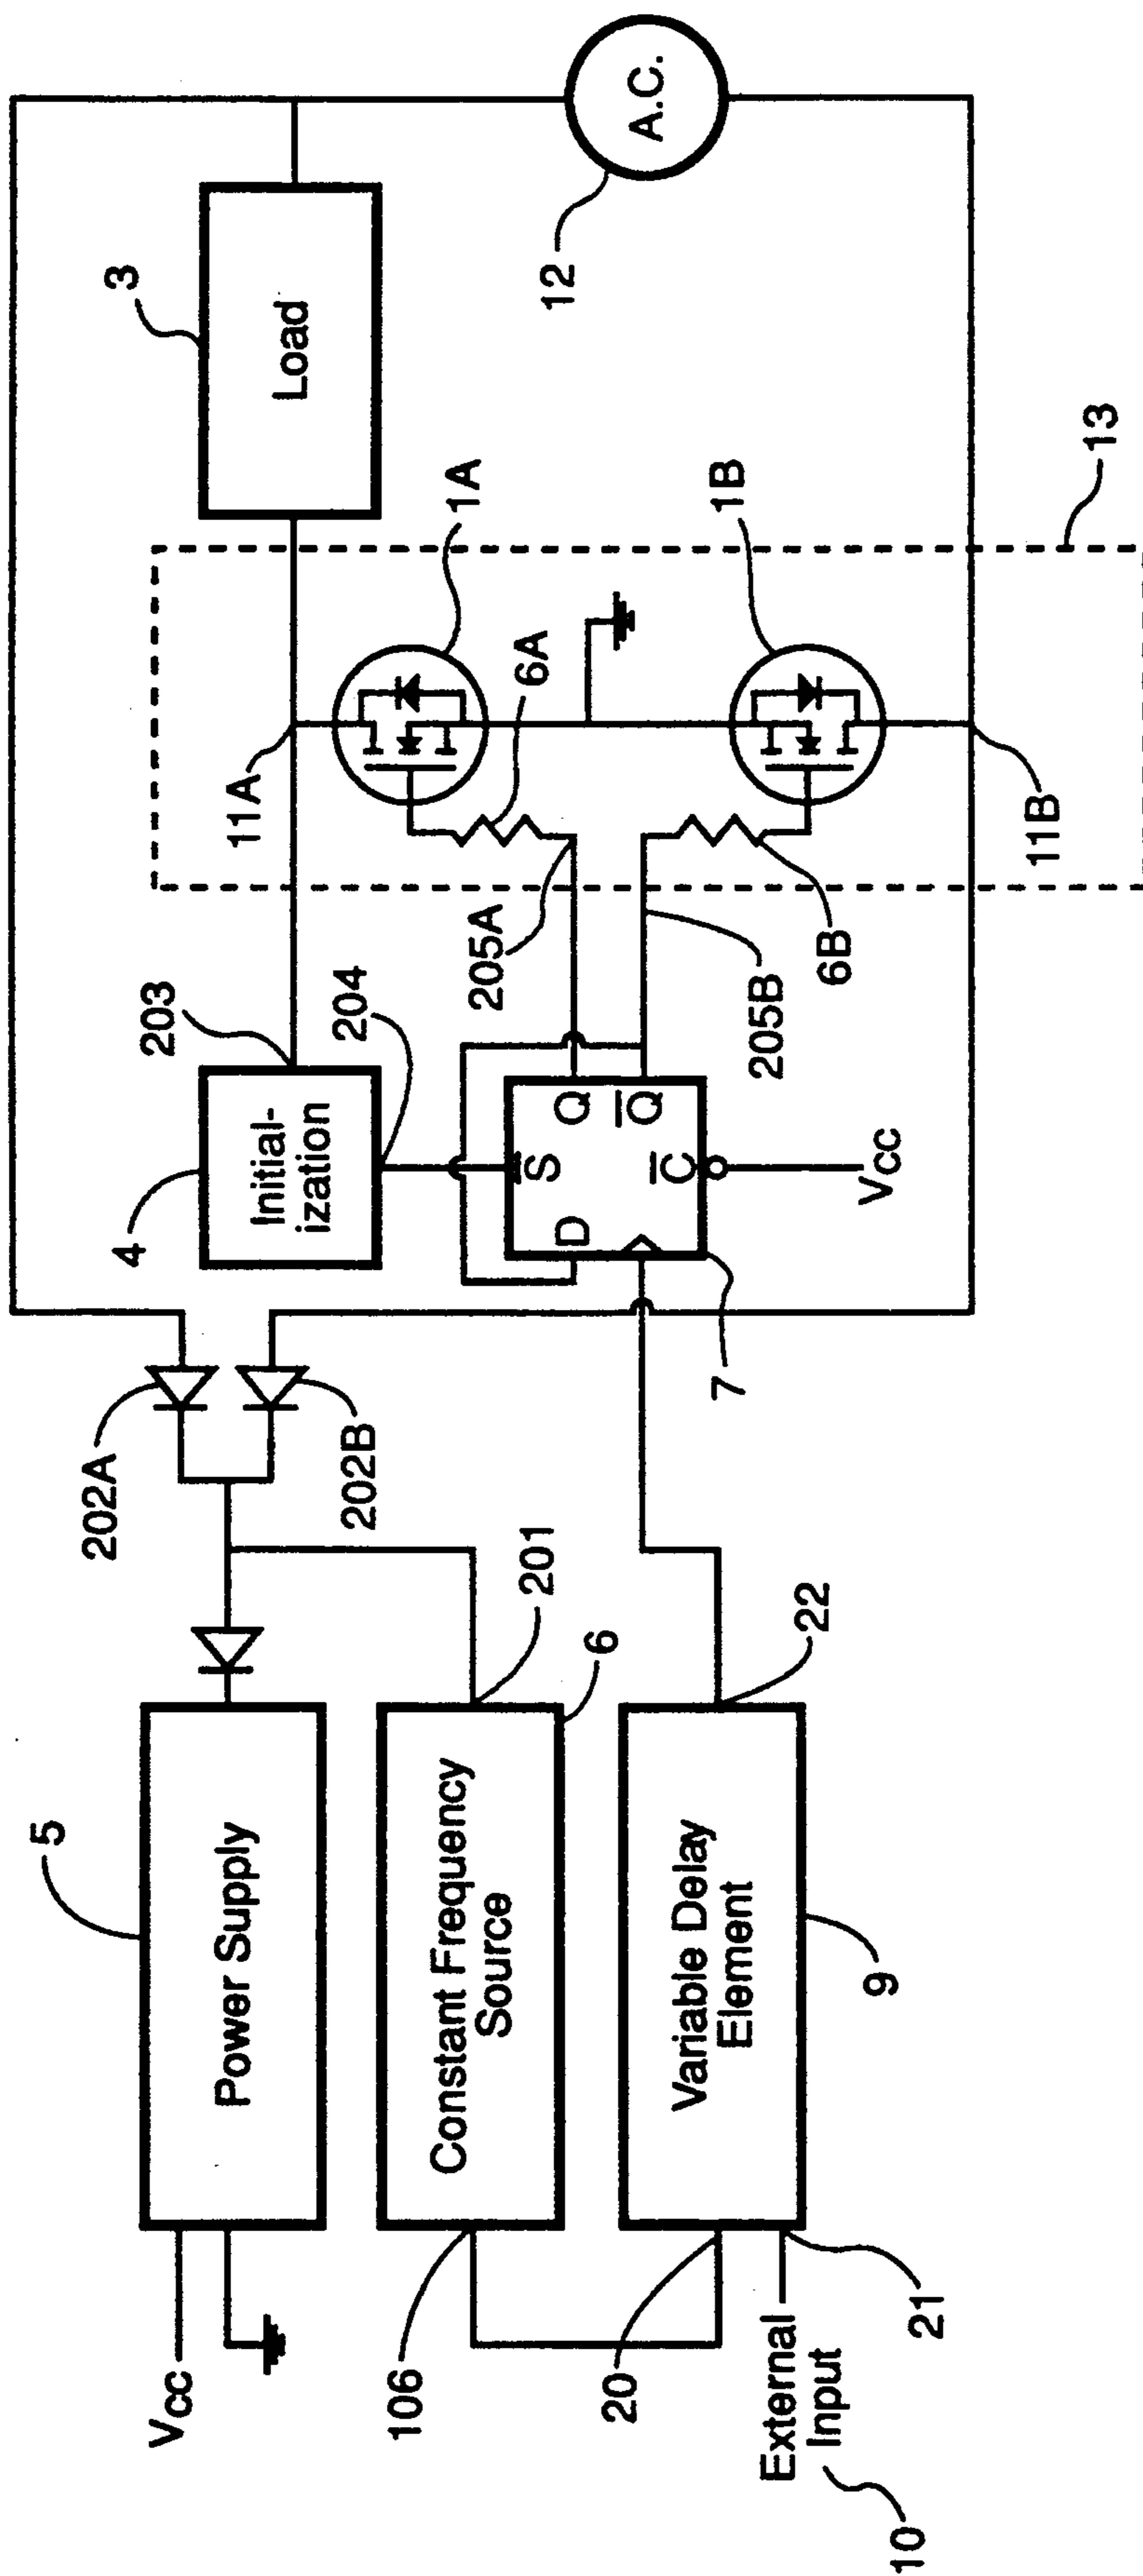 Vcc
5
Power Supply
202A
202B
4
Initial-
ization
203
204
3
Load
11A
1A
6A
205A
12
A.C.
106
Constant Frequency
Source
201
6
20
Variable Delay
Element
22
9
21
External
Input
10
7
D
S
Q
Q̅
C̅
Vcc
205B
6B
1B
11B
13